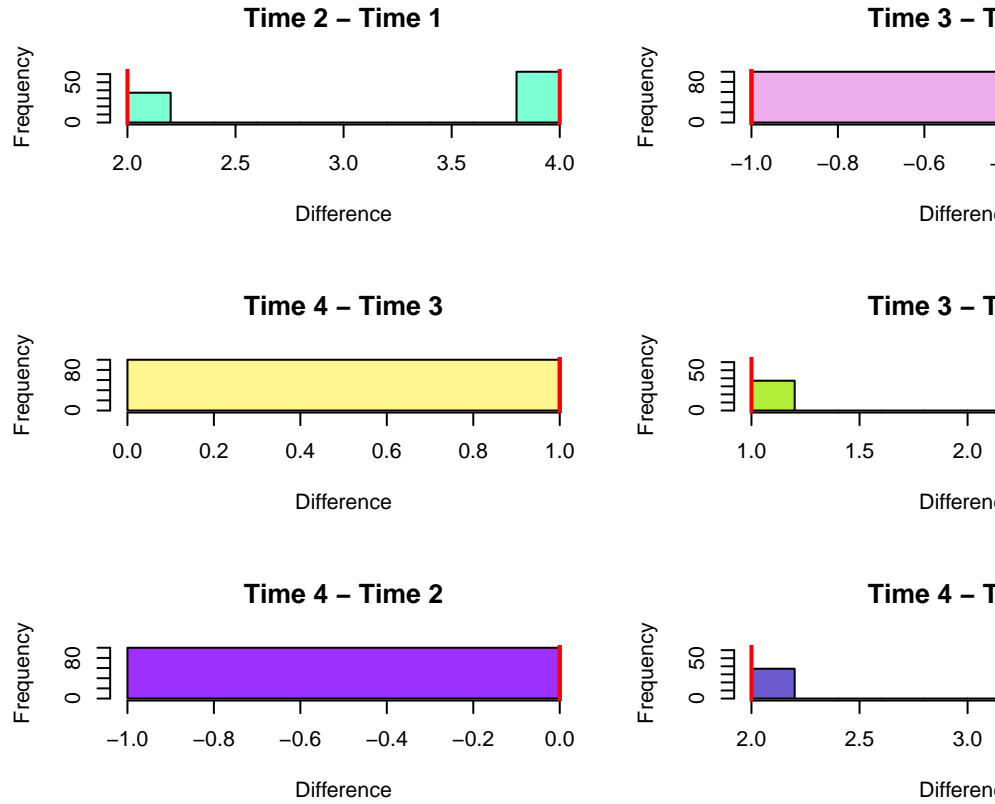 Time 2 – Time 1
Frequency
0 50
2.0 2.5 3.0 3.5 4.0
Difference
Time 3 –
Frequency
0 80
−1.0 −0.8 −0.6
Differen
Time 4 – Time 3
Frequency
0 80
0.0 0.2 0.4 0.6 0.8 1.0
Difference
Time 3 –
Frequency
0 50
1.0 1.5 2.0
Differen
Time 4 – Time 2
Frequency
0 80
−1.0 −0.8 −0.6 −0.4 −0.2 0.0
Difference
Time 4 –
Frequency
0 50
2.0 2.5 3.0
Differen